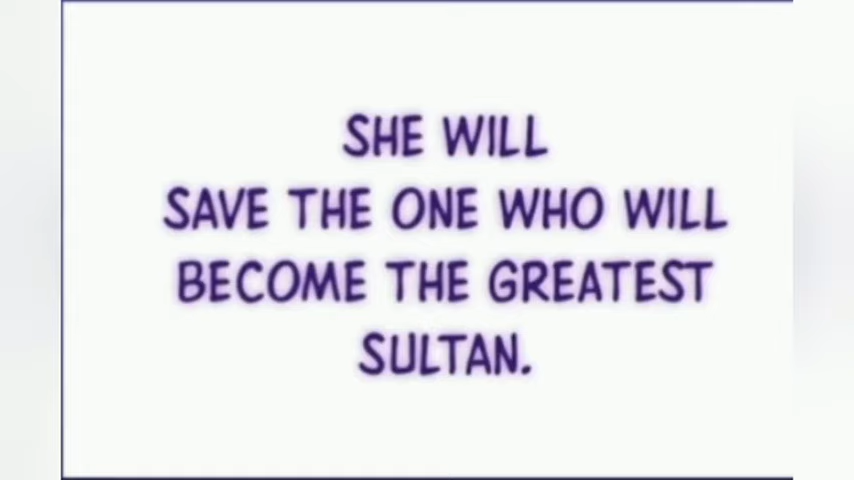 SHE WILL
SAVE THE ONE WHO WILL
BECOME THE GREATEST
SULTAN.